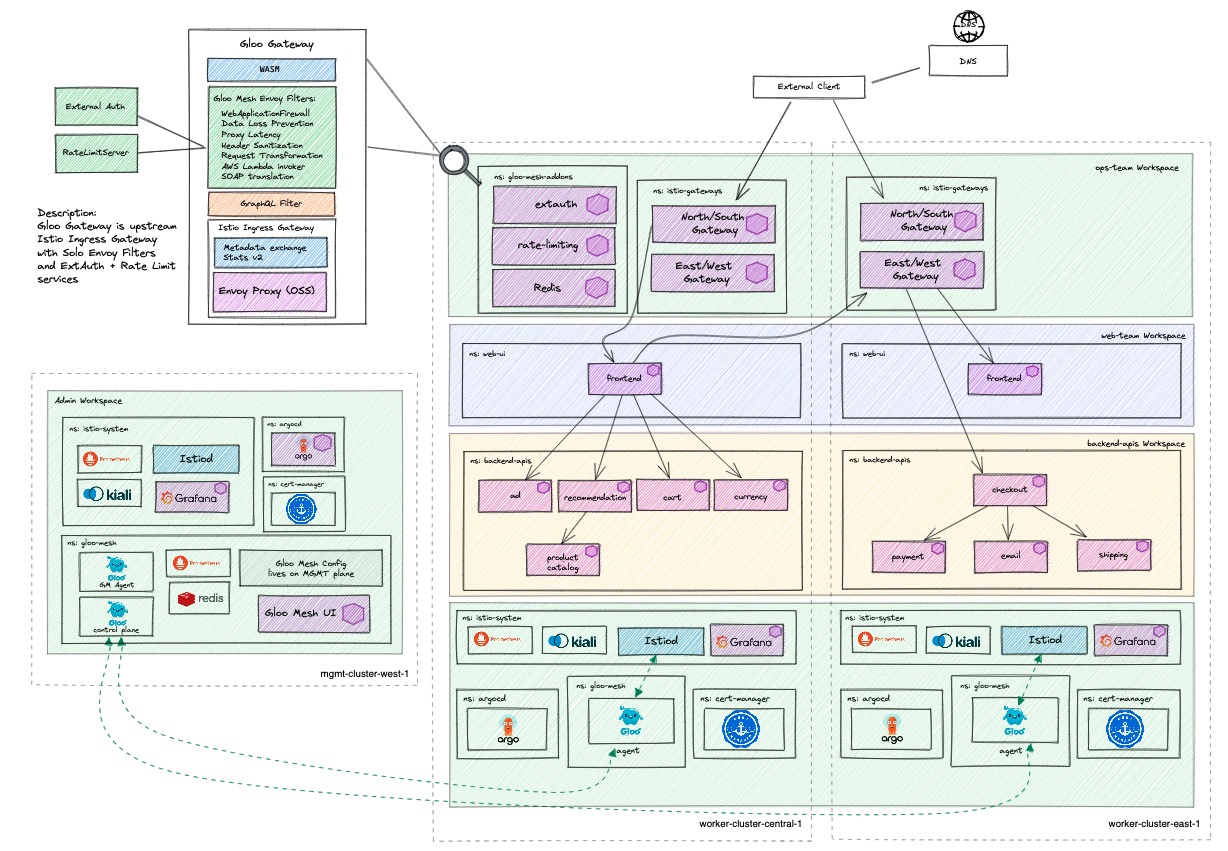 DNS
DNS
External Client
Gloo Gateway
WASM
Gloo Mesh Envoy Filters:
WebApplicationFirewall
Data Loss Prevention
Proxy Latency
Header Sanitization
Request Transformation
AWS Lambda invoker
SOAP translation
GraphQL Filter
Istio Ingress Gateway
Metadata exchange
Stats v2
Envoy Proxy (OSS)
External Auth
RateLimitServer
Description:
Gloo Gateway is upstream
Istio Ingress Gateway
with Solo Envoy Filters
and ExtAuth + Rate Limit
services
ops-team Workspace
ns: gloo-mesh-addons
extauth
rate-limiting
Redis
ns: istio-gateways
North/South
Gateway
East/West
Gateway
ns: istio-gateways
North/South
Gateway
East/West
Gateway
web-team Workspace
ns: web-ui
frontend
ns: web-ui
frontend
backend-apis Workspace
ns: backend-apis
ad
recommendation
cart
currency
product
catalog
ns: backend-apis
checkout
payment
email
shipping
Admin Workspace
ns: istio-system
Prometheus
Istiod
kiali
Grafana
ns: argocd
argo
ns: cert-manager
ns: gloo-mesh
Gloo
GM Agent
Prometheus
Gloo Mesh Config
lives on MGMT plane
Gloo
control plane
redis
Gloo Mesh UI
mgmt-cluster-west-1
ns: istio-system
Prometheus
kiali
Istiod
Grafana
ns: argocd
argo
ns: gloo-mesh
Gloo
agent
ns: cert-manager
worker-cluster-central-1
ns: istio-system
Prometheus
kiali
Istiod
Grafana
ns: argocd
argo
ns: gloo-mesh
Gloo
agent
ns: cert-manager
worker-cluster-east-1